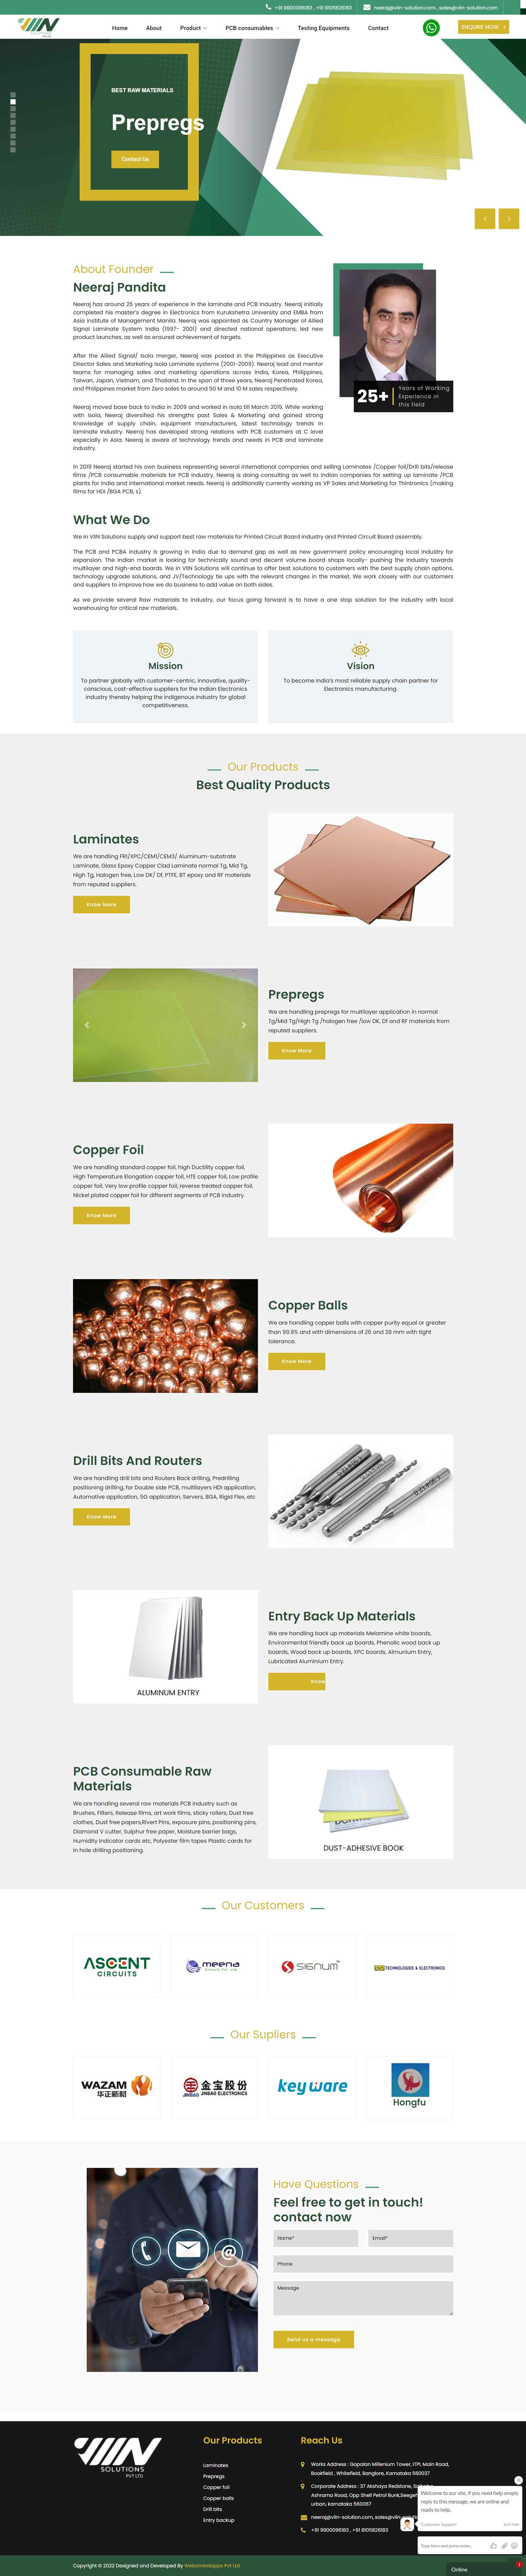 +91 9900096183 , +91 8105826183
neeraj@viin-solution.com , sales@viin-solution.com
VIIN
Home
About
Product
PCB consumables
Testing Equipments
Contact
ENQUIRE NOW
BEST RAW MATERIALS
Prepregs
Contact Us
About Founder
Neeraj Pandita
Neeraj has around 25 years of experience in the laminate and PCB Industry. Neeraj initially
completed his master's degree in Electronics from Kurukshetra University and EMBA from
Asia Institute of Management Manila. Neeraj was appointed as Country Manager of Allied
Signal Laminate System India (1997- 2001) and directed national operations, led new
product launches, as well as ensured achievement of targets.
After the Allied Signal/ Isola merger, Neeraj was posted in the Philippines as Executive
Director Sales and Marketing Isola Laminate systems (2001-2009). Neeraj lead and mentor
teams for managing sales and marketing operations across India, Korea, Philippines,
Taiwan, Japan, Vietnam, and Thailand. In the span of three years, Neeraj Penetrated Korea,
and Philippines market from Zero sales to around 50 M and 10 M sales respectively.
Neeraj moved base back to India in 2009 and worked in Isola till March 2019. While working
with Isola, Neeraj diversified his strengths past Sales & Marketing and gained strong
Knowledge of supply chain, equipment manufacturers, latest technology trends in
laminate industry. Neeraj has developed strong relations with PCB customers at C level
especially in Asia. Neeraj is aware of technology trends and needs in PCB and laminate
industry.
25+
Years of Working
Experience in
this field
In 2019 Neeraj started his own business representing several international companies and selling Laminates /Copper foil/Drill bits/release
films /PCB consumable materials for PCB industry. Neeraj is doing consulting as well to Indian companies for setting up laminate /PCB
plants for India and International market needs. Neeraj is additionally currently working as VP Sales and Marketing for Thintronics (making
films for HDI /BGA PCB, s).
What We Do
We in VIIN Solutions supply and support best raw materials for Printed Circuit Board industry and Printed Circuit Board assembly.
The PCB and PCBA industry is growing in India due to demand gap as well as new government policy encouraging local industry for
expansion. The Indian market is looking for technically sound and decent volume board shops locally- pushing the industry towards
multilayer and high-end boards. We in VIIN Solutions will continue to offer best solutions to customers with the best supply chain options,
technology upgrade solutions, and JV/Technology tie ups with the relevant changes in the market. We work closely with our customers
and suppliers to improve how we do business to add value on both sides.
As we provide several Raw materials to industry, our focus going forward is to have a one stop solution for the industry with local
warehousing for critical raw materials.
Mission
To partner globally with customer-centric, innovative, quality-
conscious, cost-effective suppliers for the Indian Electronics
industry thereby helping the indigenous industry for global
competitiveness.
Vision
To become India's most reliable supply chain partner for
Electronics manufacturing.
Our Products
Best Quality Products
Laminates
We are handling FR1/XPC/CEM1/CEM3/ Aluminum-substrate
Laminate, Glass Epoxy Copper Clad Laminate normal Tg, Mid Tg,
High Tg, Halogen free, Low DK/ Df, PTFE, BT epoxy and RF materials
from reputed suppliers.
Know More
Prepregs
We are handling prepregs for multilayer application in normal
Tg/Mid Tg/High Tg /halogen free /low DK, Df and RF materials from
reputed suppliers.
Know More
Copper Foil
We are handling standard copper foil, high Ductility copper foil,
High Temperature Elongation copper foil, HTE copper foil, Low profile
copper foil, Very low profile copper foil, reverse treated copper foil,
Nickel plated copper foil for different segments of PCB industry.
Know More
Copper Balls
We are handling copper balls with copper purity equal or greater
than 99.9% and with dimensions of 26 and 28 mm with tight
tolerance.
Know More
Drill Bits And Routers
We are handling drill bits and Routers Back drilling, Predrilling
positioning drilling, for Double side PCB, multilayers HDI application,
Automotive application, 5G application, Servers, BGA, Rigid Flex, etc
Know More
ALUMINUM ENTRY
Entry Back Up Materials
We are handling back up materials Melamine white boards,
Environmental friendly back up boards, Phenolic wood back up
boards, Wood back up boards, XPC boards, Almunium Entry,
Lubricated Aluminium Entry.
Know
PCB Consumable Raw
Materials
We are handling several raw materials PCB industry such as
Brushes, Filters, Release films, art work films, sticky rollers, Dust free
clothes, Dust free papers,Rivet Pins, exposure pins, positioning pins,
Diamond V cutter, Sulphur free paper, Moisture barrier bags,
Humidity Indicator cards etc, Polyester film tapes Plastic cards for
in hole drilling positioning.
DUST-ADHESIVE BOOK
Our Customers
ASCENT
CIRCUITS
meena
Circuits Pvt. Ltd.
SIGNUM
TECHNOLOGIES & ELECTRONICS
Our Supliers
WAZAM
华正新材
JINBAO
金宝股份
JINBAO ELECTRONICS
keyware
Hongfu
Have Questions
Feel free to get in touch!
contact now
Name*
Email*
Phone
Message
Send us a message
VIIN
SOLUTIONS
PVT LTD
Our Products
Laminates
Prepregs
Copper foil
Copper balls
Drill bits
Entry backup
Reach Us
Works Address : Gopalan Millenium Tower, ITPL Main Road,
Bookfield , Whitefield, Banglore, Karnataka 560037
Corporate Address : 37 Akshaya Redstone,
Ashrama Road, Opp Shell Petrol Bunk,
urban, karnataka 560067
neeraj@viin-solution.com,
+91 9900096183 , +91 8105826183
Welcome to our site, if you need help simply
reply to this message, we are online and
ready to help.
Customer Support
just now
Type here and press enter..
Copyright © 2022 Designed and Developed By Webomindapps Pvt Ltd
Online
1